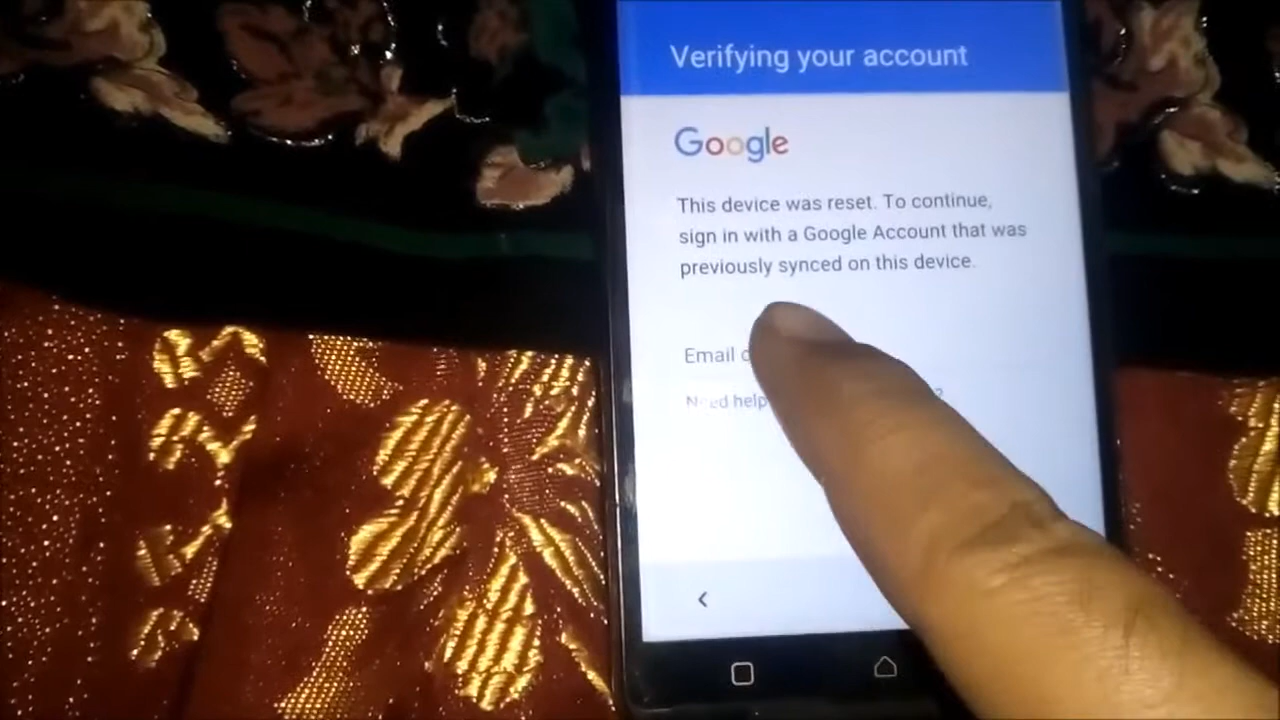 Verifying your account
Google
This device was reset. To continue,
sign in with a Google Account that was
previously synced on this device.
Email
Need help